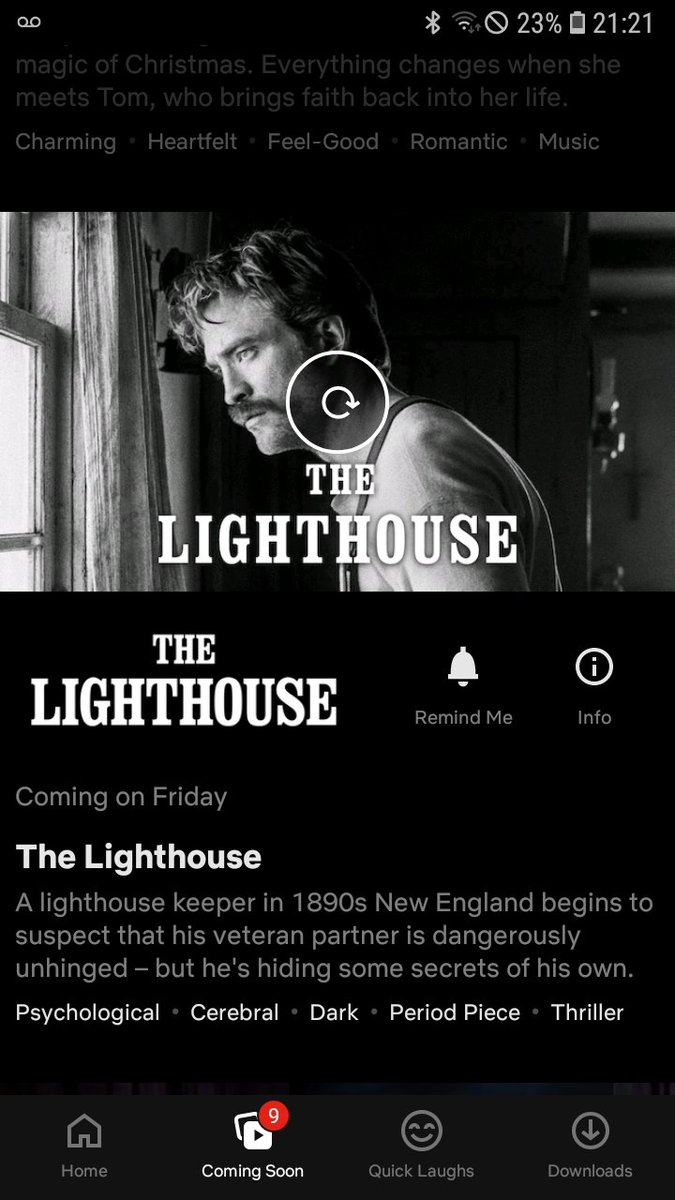 23% 21:21
magic of Christmas. Everything changes when she
meets Tom, who brings faith back into her life.
Charming • Heartfelt • Feel-Good • Romantic • Music
THE
LIGHTHOUSE
THE
LIGHTHOUSE
Remind Me
Info
Coming on Friday
The Lighthouse
A lighthouse keeper in 1890s New England begins to
suspect that his veteran partner is dangerously
unhinged – but he's hiding some secrets of his own.
Psychological • Cerebral • Dark • Period Piece • Thriller
9
Home
Coming Soon
Quick Laughs
Downloads